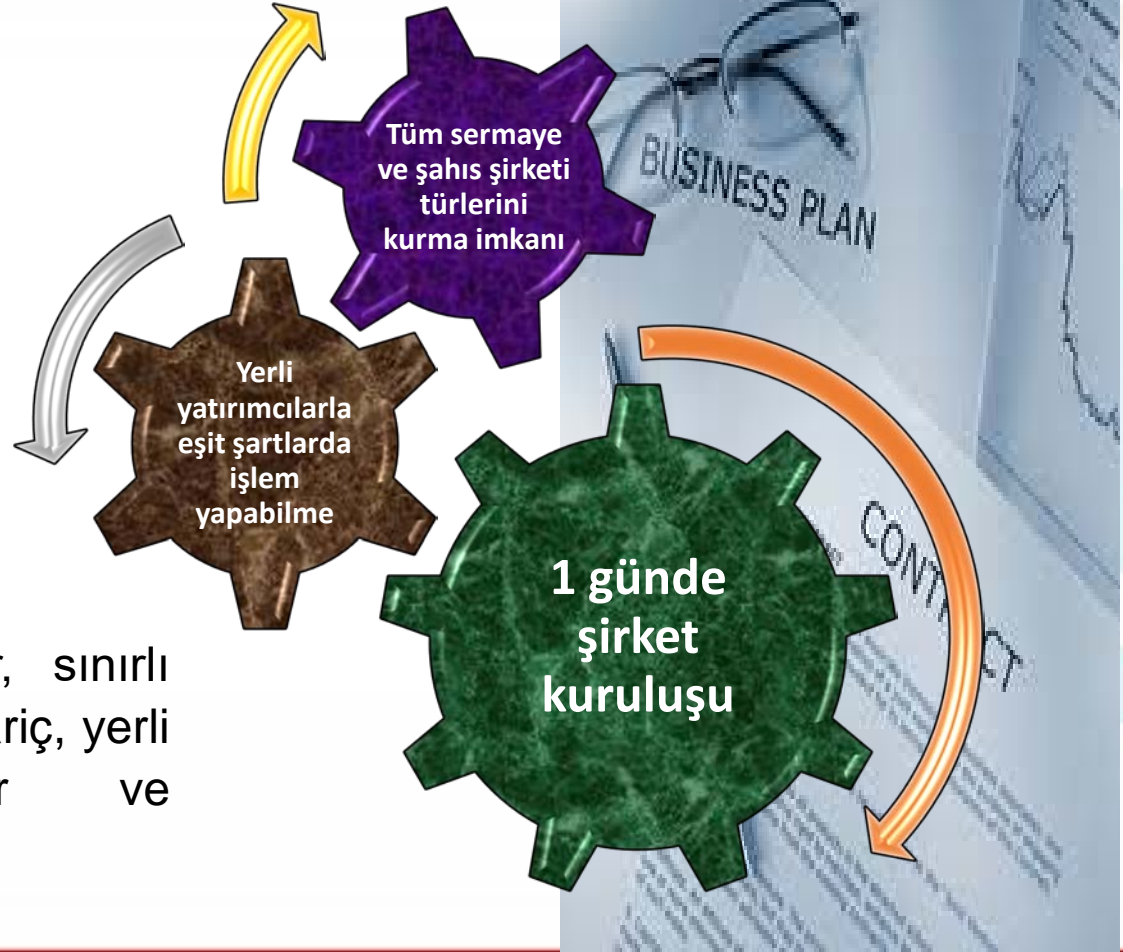 Tüm sermaye
ve şahıs şirketi
türlerini
kurma imkanı
BUSINESS PLAN
Yerli
yatırımcılarla
eşit şartlarda
işlem
yapabilme
1 günde
şirket
kuruluşu
sınırlı
yerli
ve